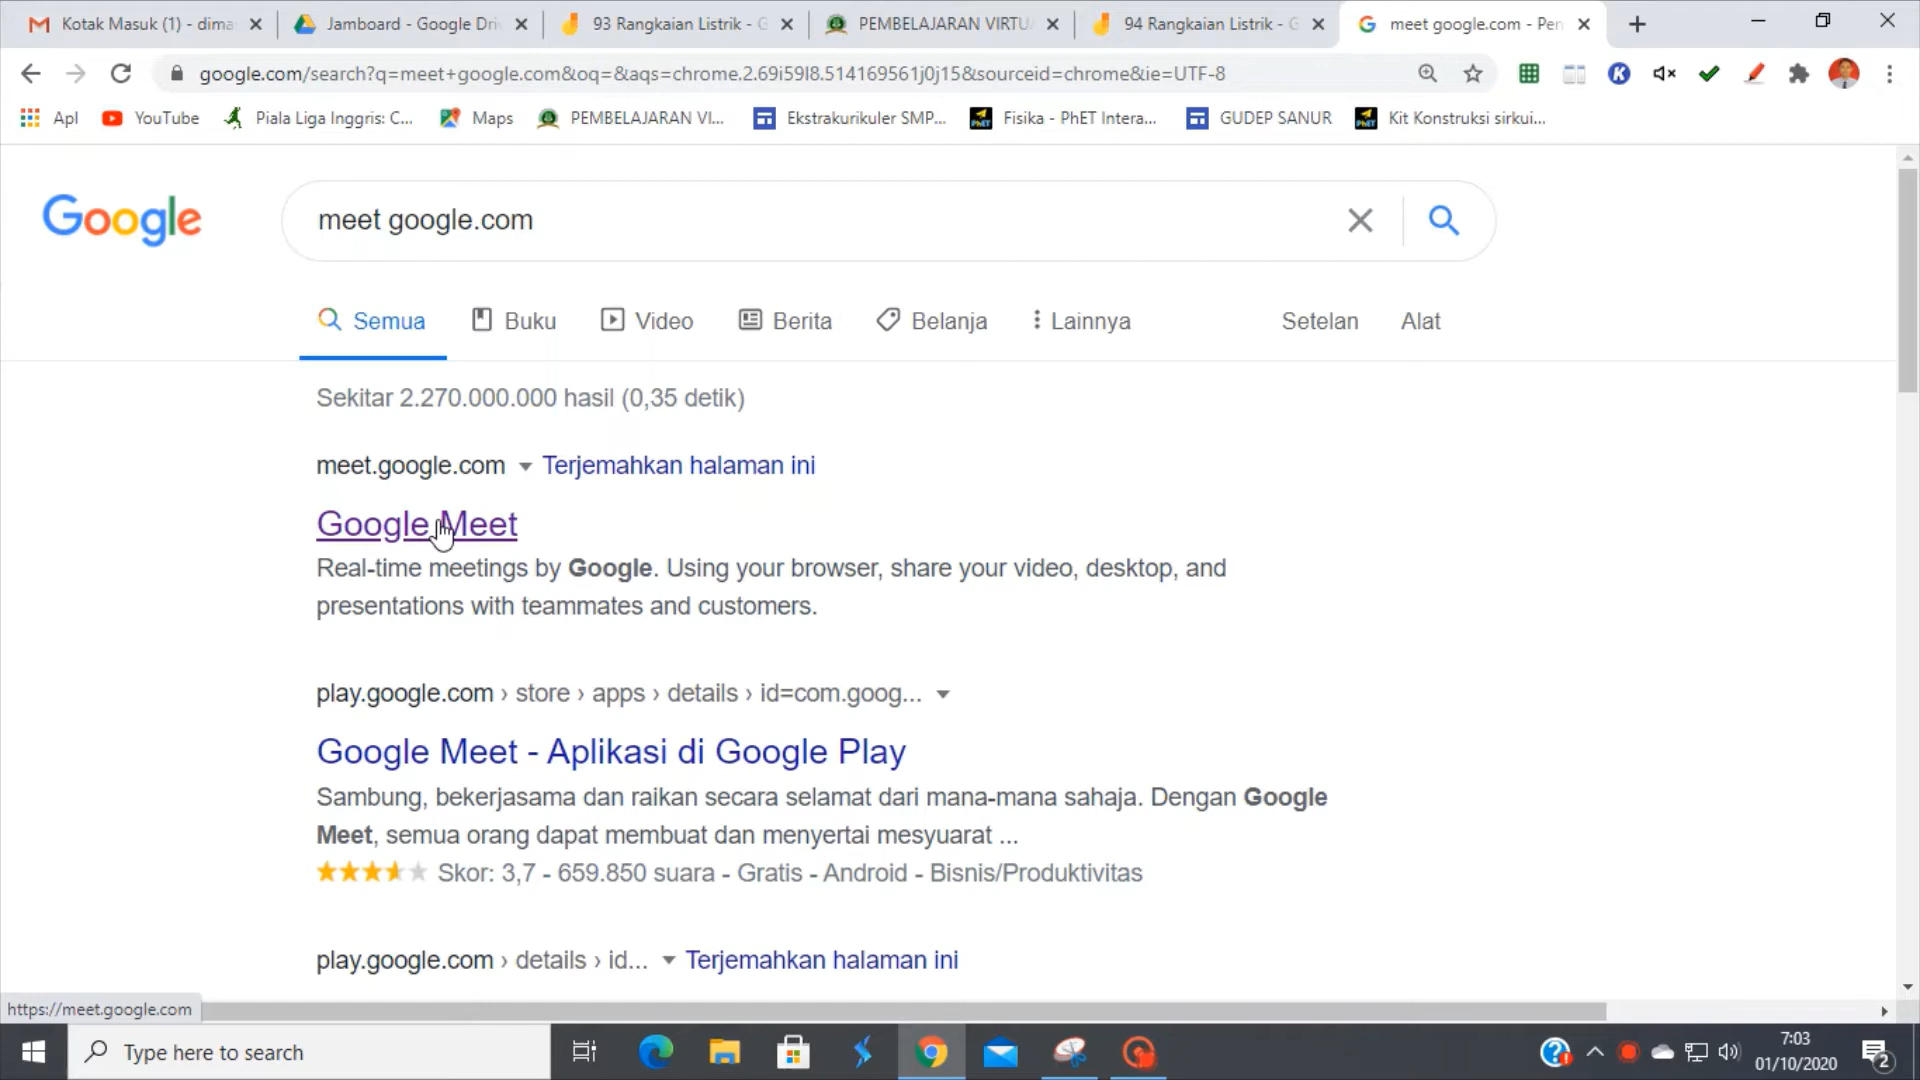 Kotak Masuk (1) - dima
Jamboard - Google Dri
93 Rangkaian Listrik - G
PEMBELAJARAN VIRTU
94 Rangkaian Listrik - G
meet google.com - Pen
google.com/search?q=meet+google.com&oq=&aqs=chrome.2.69i59l8.514169561j0j15&sourceid=chrome&ie=UTF-8
Apl
YouTube
Piala Liga Inggris: C...
Maps
PEMBELAJARAN VI...
Ekstrakurikuler SMP...
Fisika - PhET Intera...
GUDEP SANUR
Kit Konstruksi sirkui...
Google
meet google.com
Semua
Buku
Video
Berita
Belanja
Lainnya
Setelan
Alat
Sekitar 2.270.000.000 hasil (0,35 detik)
meet.google.com
Terjemahkan halaman ini
Google Meet
Real-time meetings by Google. Using your browser, share your video, desktop, and
presentations with teammates and customers.
play.google.com › store › apps › details › id=com.goog...
Google Meet - Aplikasi di Google Play
Sambung, bekerjasama dan raikan secara selamat dari mana-mana sahaja. Dengan Google
Meet, semua orang dapat membuat dan menyertai mesyuarat ...
Skor: 3,7 - 659.850 suara - Gratis - Android - Bisnis/Produktivitas
play.google.com › details › id...
Terjemahkan halaman ini
https://meet.google.com
Type here to search
7:03
01/10/2020
2